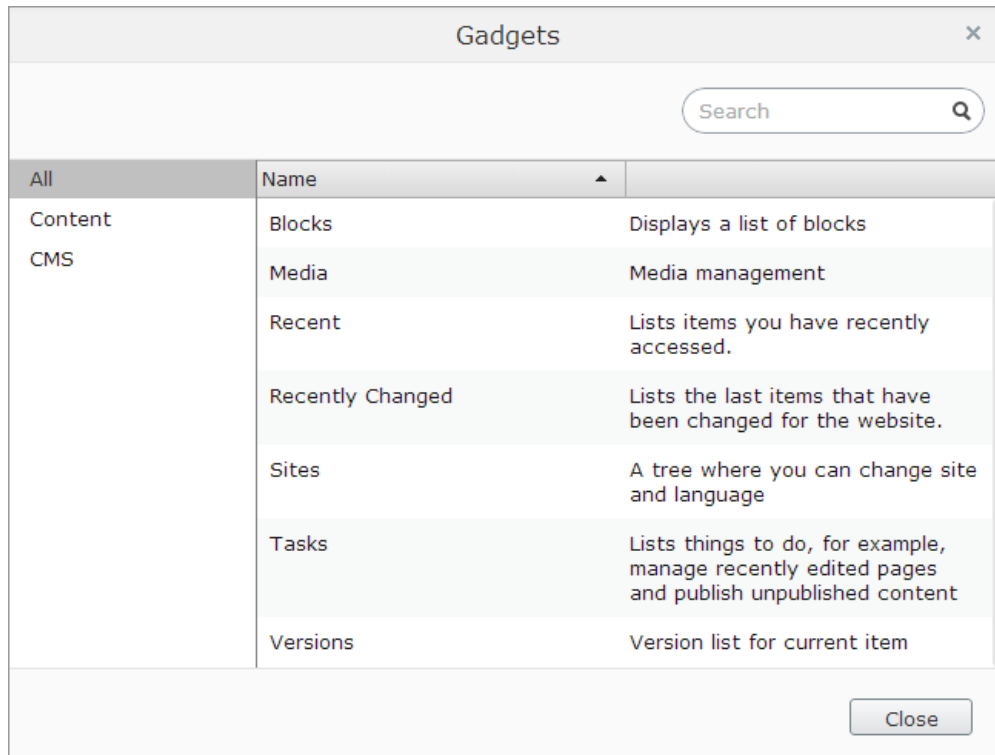 Gadgets
Search
All
Content
CMS
Name
Blocks
Displays a list of blocks
Media
Media management
Recent
Lists items you have recently
accessed.
Recently Changed
Lists the last items that have
been changed for the website.
Sites
A tree where you can change site
and language
Tasks
Lists things to do, for example,
manage recently edited pages
and publish unpublished content
Versions
Version list for current item
Close